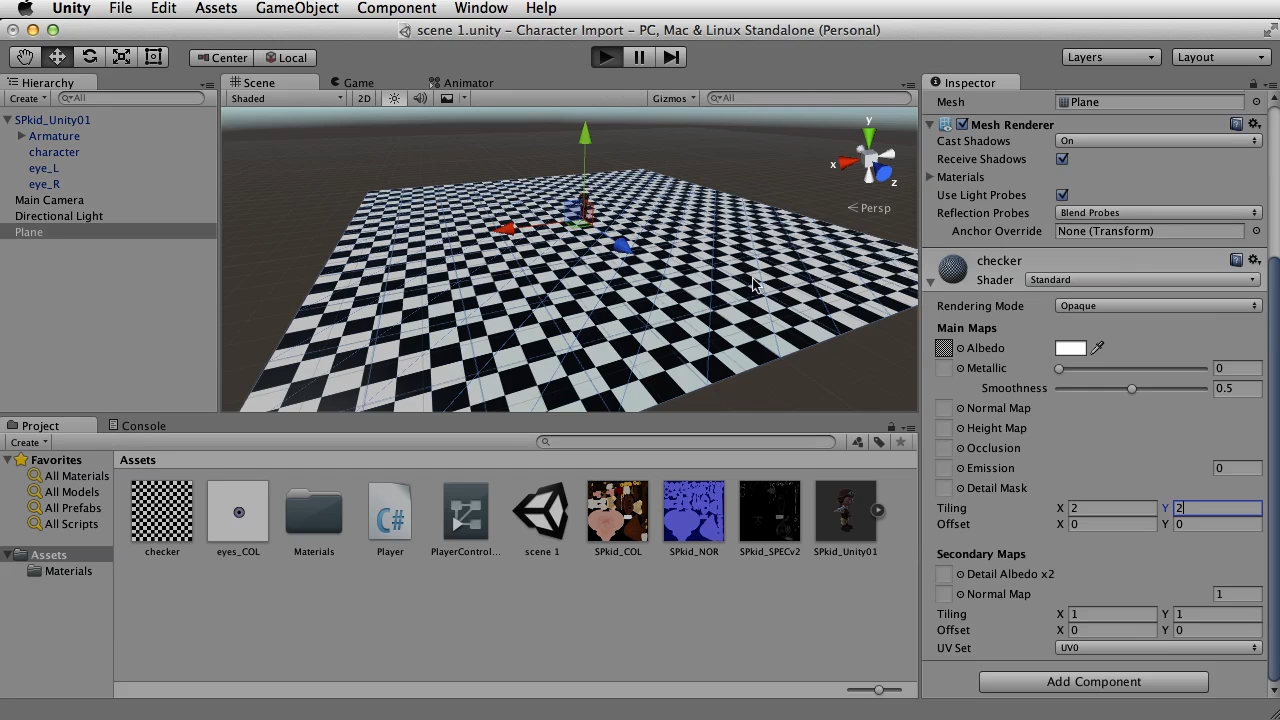 Unity File Edit Assets GameObject Component Window Help
scene 1.unity - Character Import - PC, Mac & Linux Standalone (Personal)
Center Local Layers Layout
Hierarchy
Create All
SPkid_Unity01
Armature
character
eye_L
eye_R
Main Camera
Directional Light
Plane
Scene Game Animator
Shaded 2D Gizmos All
y
x
z
Persp
Project Console
Create
Favorites
All Materials
All Models
All Prefabs
All Scripts
Assets
Materials
Assets
C#
checker eyes_COL Materials Player PlayerControl... scene 1 SPkid_COL SPkid_NOR SPkid_SPECv2 SPkid_Unity01
Inspector
Mesh Plane
Mesh Renderer
Cast Shadows On
Receive Shadows
Materials
Use Light Probes
Reflection Probes Blend Probes
Anchor Override None (Transform)
checker
Shader Standard
Rendering Mode Opaque
Main Maps
Albedo
Metallic 0
Smoothness 0.5
Normal Map
Height Map
Occlusion
Emission 0
Detail Mask
Tiling X 2 Y 2
Offset X 0 Y 0
Secondary Maps
Detail Albedo x2
Normal Map 1
Tiling X 1 Y 1
Offset X 0 Y 0
UV Set UV0
Add Component